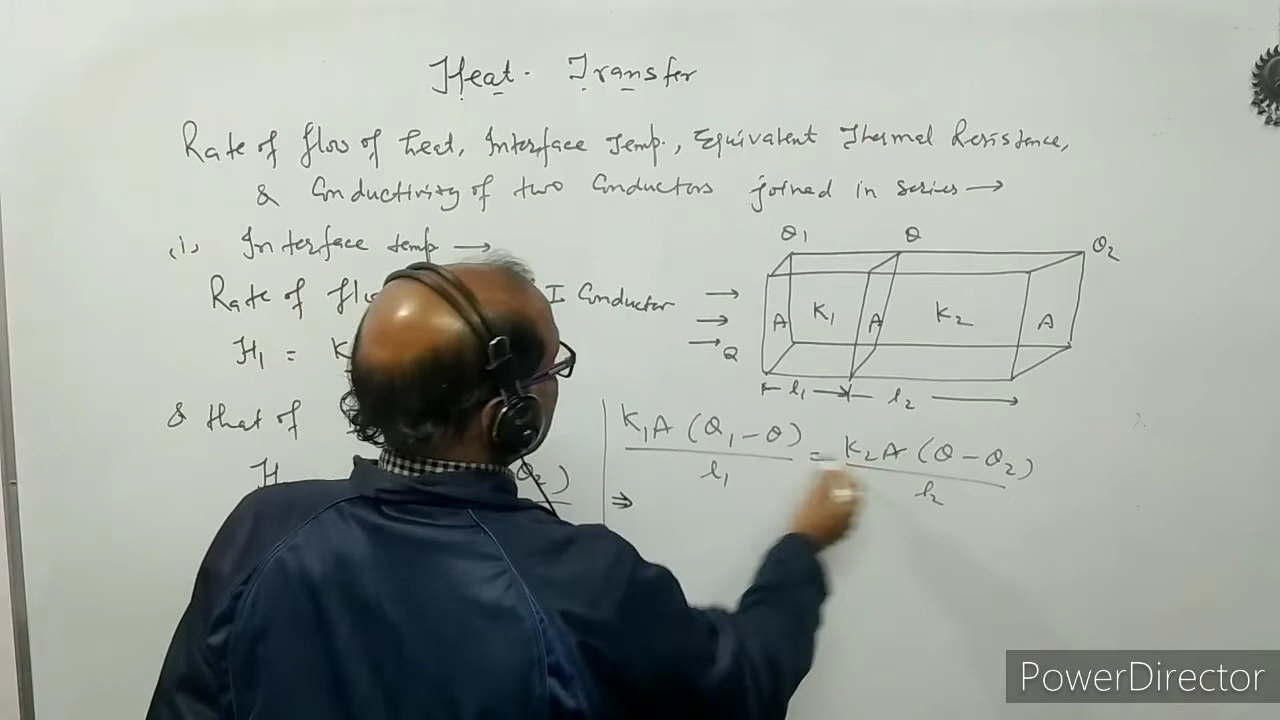 Heat. Transfer
Rate of flow of heat, Interface Temp., Equivalent Thermal Resistence,
& Conductivity of two Conductors joined in series →
(1) Interface temp →
Rate of flo I Conductor →
H₁ = K
& that of
H θ₂)
θ₁ θ θ₂
A K₁ A K₂ A
Q
l₁ l₂
K₁A (θ₁ - θ) / l₁ = K₂A (θ - θ₂) / l₂
⇒
PowerDirector